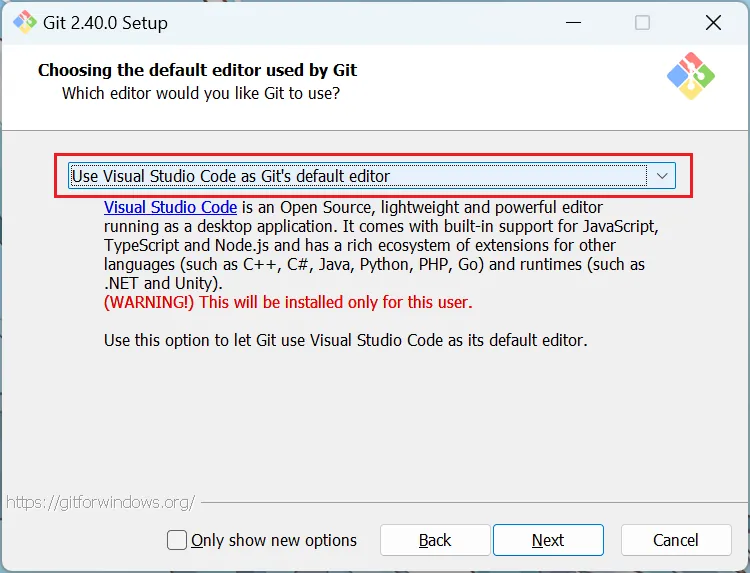 Git 2.40.0 Setup
Choosing the default editor used by Git
Which editor would you like Git to use?
Use Visual Studio Code as Git's default editor
Visual Studio Code is an Open Source, lightweight and powerful editor
running as a desktop application. It comes with built-in support for JavaScript,
TypeScript and Node.js and has a rich ecosystem of extensions for other
languages (such as C++, C#, Java, Python, PHP, Go) and runtimes (such as
.NET and Unity).
(WARNING!) This will be installed only for this user.
Use this option to let Git use Visual Studio Code as its default editor.
https://gitforwindows.org/
Only show new options
Back
Next
Cancel